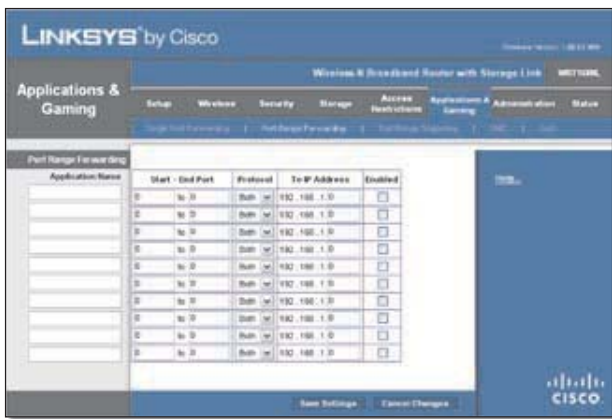 LINKSYS® by Cisco
Wireless-N Broadband Router with Storage Link
Applications & Gaming
Setup Wireless Security Storage Access Restrictions Applications & Gaming Administration Status
Port Range Forwarding
Port Range Forwarding
Application Name Start - End Port Protocol To IP Address Enabled
0 to 0 Both 192 . 168 . 1. 0
0 to 0 Both 192 . 168 . 1. 0
0 to 0 Both 192 . 168 . 1. 0
0 to 0 Both 192 . 168 . 1. 0
0 to 0 Both 192 . 168 . 1. 0
0 to 0 Both 192 . 168 . 1. 0
0 to 0 Both 192 . 168 . 1. 0
0 to 0 Both 192 . 168 . 1. 0
0 to 0 Both 192 . 168 . 1. 0
0 to 0 Both 192 . 168 . 1. 0
Save Settings Cancel Changes
CISCO